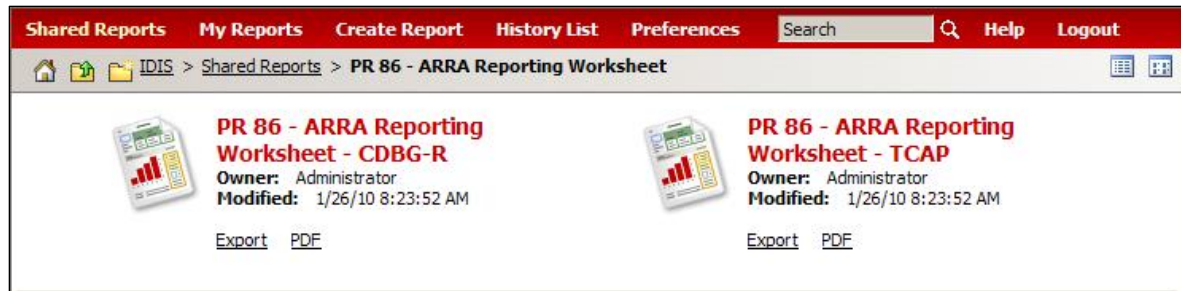 Shared Reports My Reports Create Report History List Preferences Search Help Logout
IDIS > Shared Reports > PR 86 - ARRA Reporting Worksheet
PR 86 - ARRA Reporting
Worksheet - CDBG-R
Owner: Administrator
Modified: 1/26/10 8:23:52 AM
Export PDF
PR 86 - ARRA Reporting
Worksheet - TCAP
Owner: Administrator
Modified: 1/26/10 8:23:52 AM
Export PDF